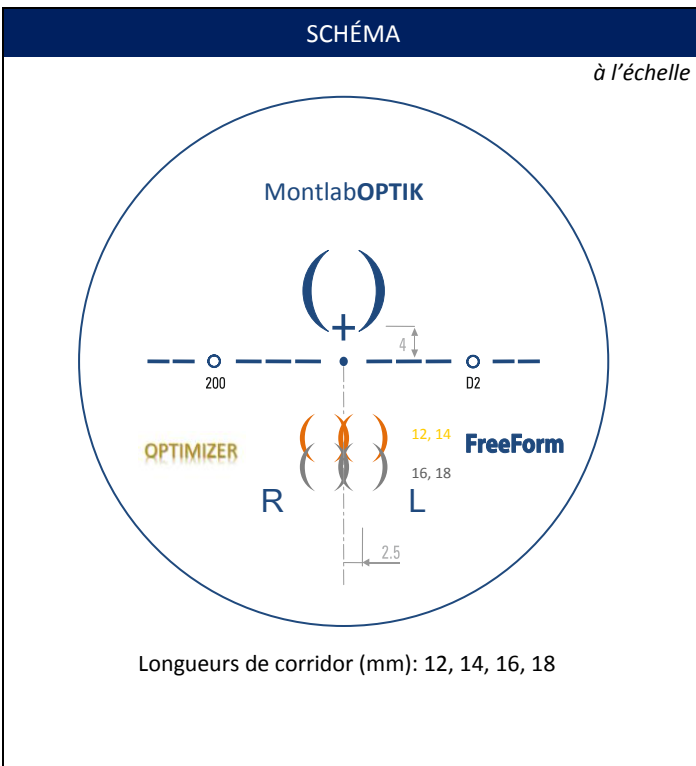 SCHÉMA
à l’échelle
MontlabOPTIK
4
200
D2
12, 14
OPTIMIZER
FreeForm
16, 18
R
L
2.5
Longueurs de corridor (mm): 12, 14, 16, 18